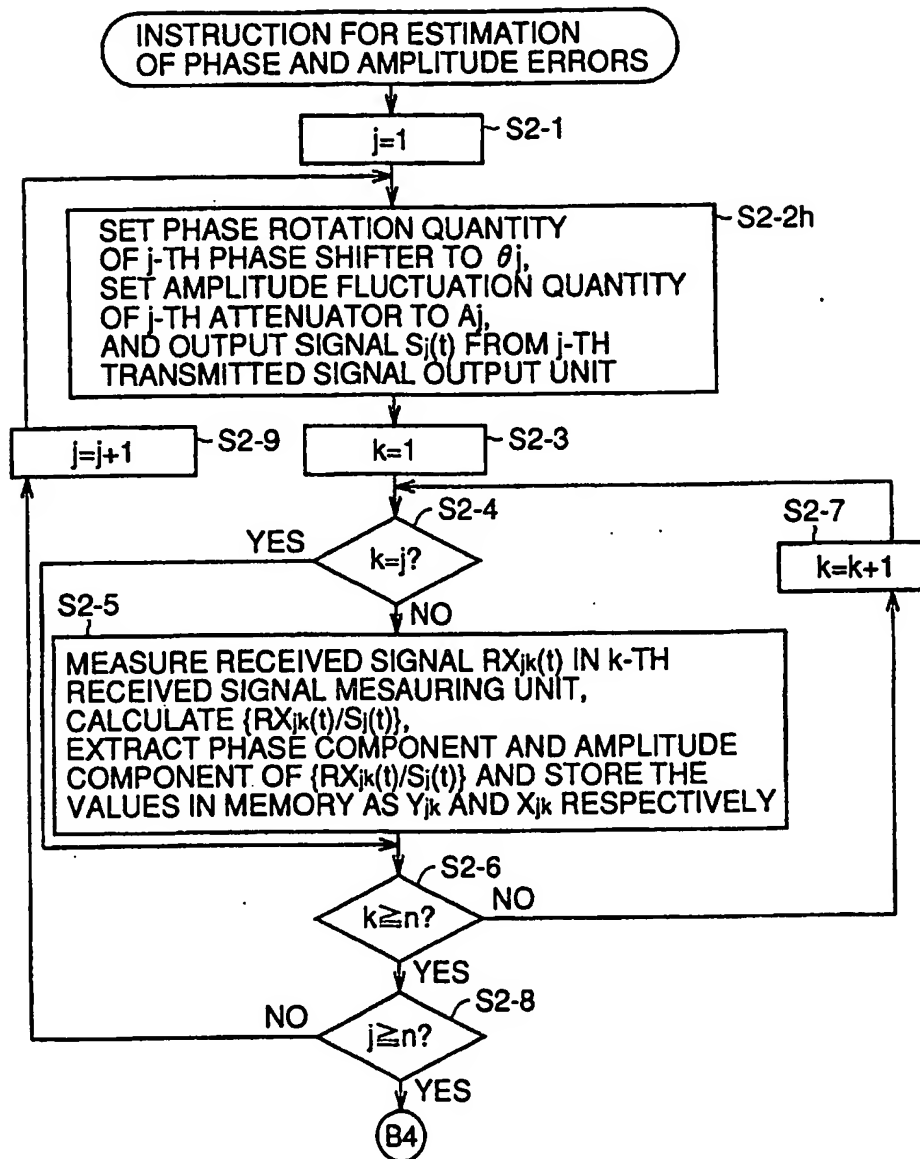 INSTRUCTION FOR ESTIMATION
OF PHASE AND AMPLITUDE ERRORS
j=1
S2-1
S2-2h
SET PHASE ROTATION QUANTITY
OF j-TH PHASE SHIFTER TO θj,
SET AMPLITUDE FLUCTUATION QUANTITY
OF j-TH ATTENUATOR TO Aj,
AND OUTPUT SIGNAL Sj(t) FROM j-TH
TRANSMITTED SIGNAL OUTPUT UNIT
j=j+1
S2-9
k=1
S2-3
S2-4
S2-7
YES
k=j?
k=k+1
NO
S2-5
MEASURE RECEIVED SIGNAL RXjk(t) IN k-TH
RECEIVED SIGNAL MESAURING UNIT,
CALCULATE {RXjk(t)/Sj(t)},
EXTRACT PHASE COMPONENT AND AMPLITUDE
COMPONENT OF {RXjk(t)/Sj(t)} AND STORE THE
VALUES IN MEMORY AS Yjk AND Xjk RESPECTIVELY
S2-6
k≧n?
NO
YES
S2-8
NO
j≧n?
YES
B4